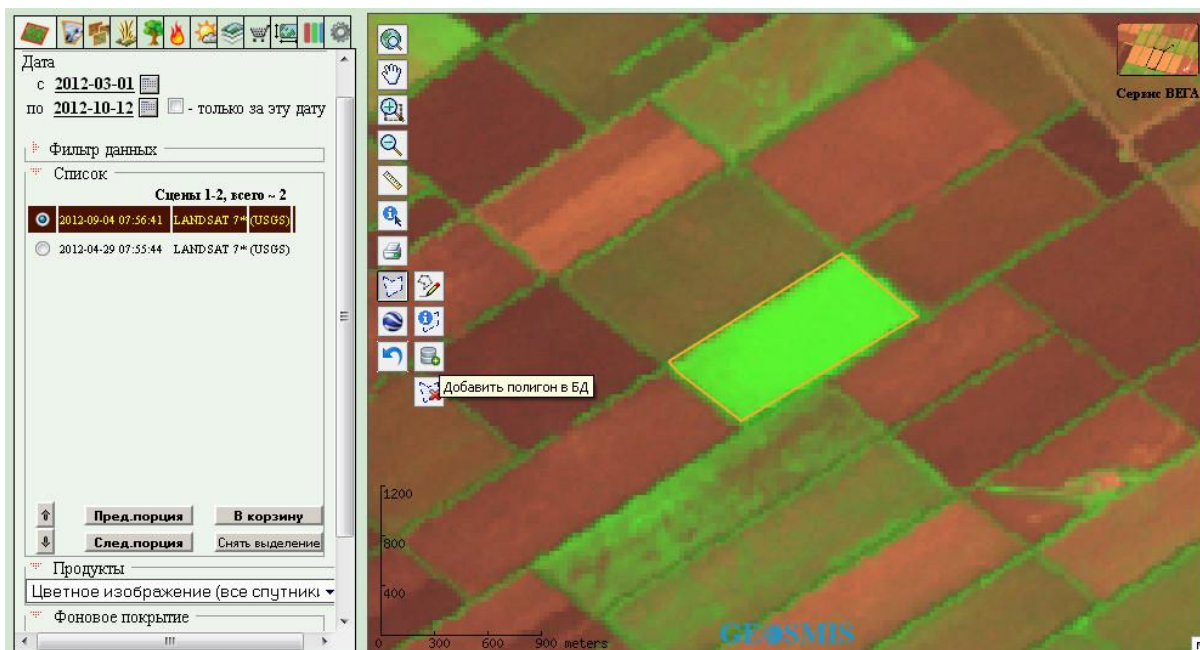 Дата
с 2012-03-01
по 2012-10-12 - только за эту дату
Фильтр данных
Список
Сцены 1-2, всего ~ 2
2012-09-04 07:56:41 LANDSAT 7* (USGS)
2012-04-29 07:55:44 LANDSAT 7* (USGS)
Пред.порция В корзину
След.порция Снять выделение
Продукты
Цветное изображение (все спутники
Фоновое покрытие
Сервис ВЕГА
Добавить полигон в БД
1200
800
400
0 300 600 900 meters
GEOSMIS